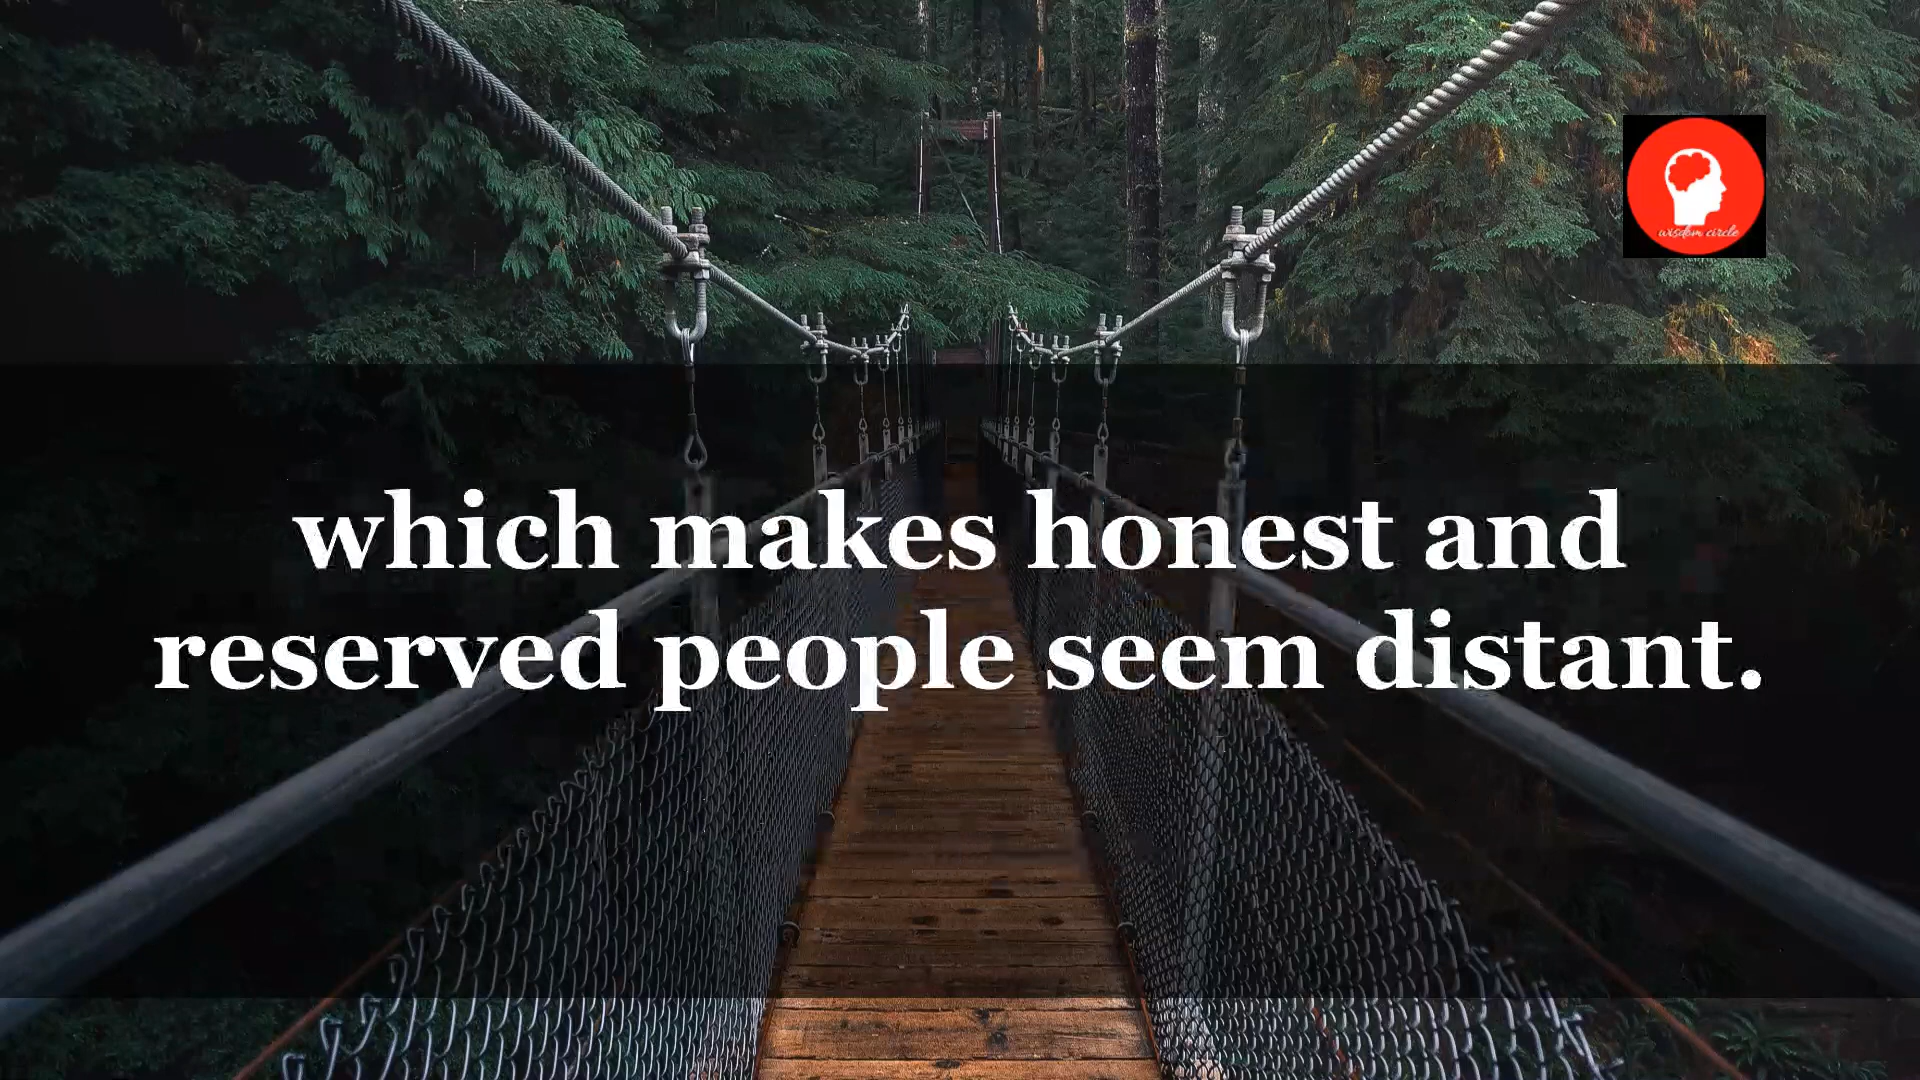 wisdom circle
which makes honest and
reserved people seem distant.